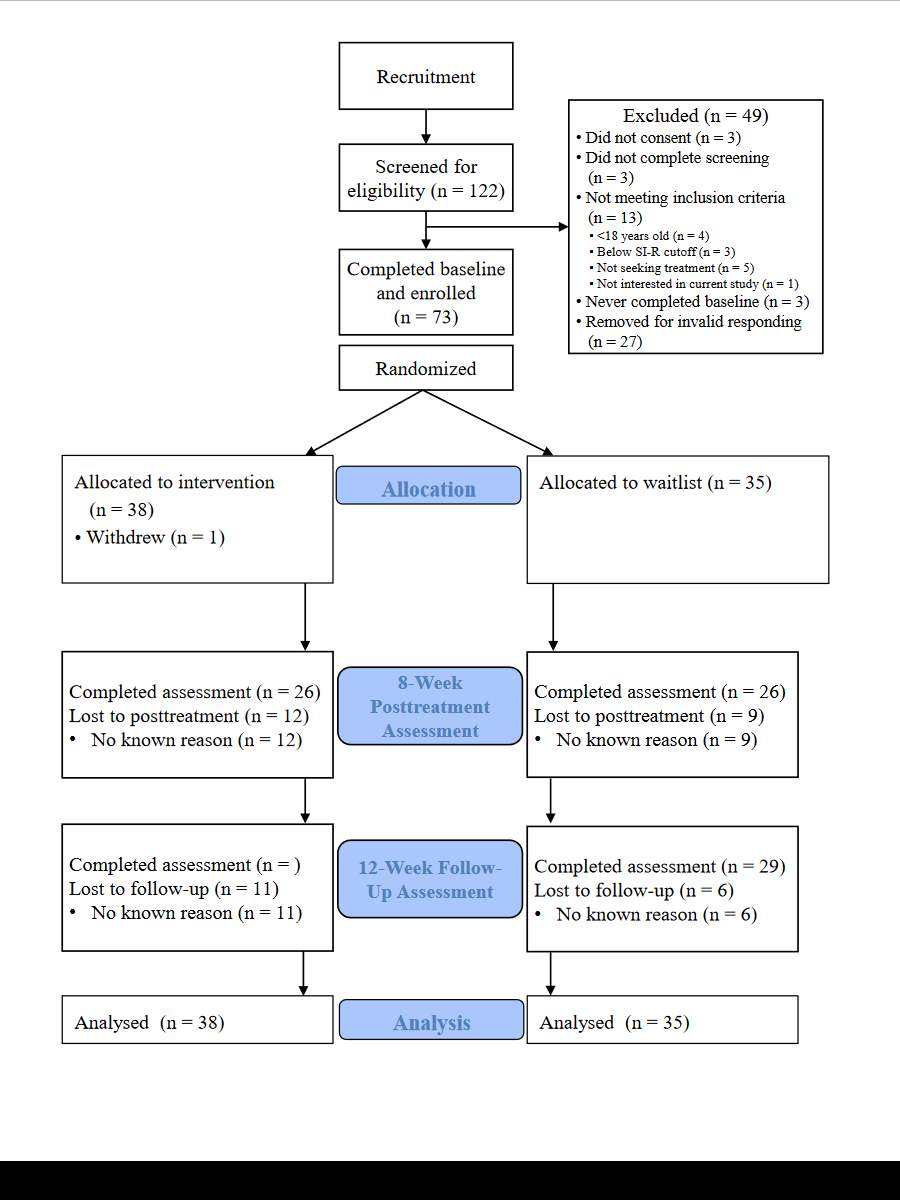 Recruitment
Screened for
eligibility (n = 122)
Excluded (n = 49)
• Did not consent (n = 3)
• Did not complete screening
(n = 3)
• Not meeting inclusion criteria
(n = 13)
▪ <18 years old (n = 4)
▪ Below SI-R cutoff (n = 3)
▪ Not seeking treatment (n = 5)
▪ Not interested in current study (n = 1)
• Never completed baseline (n = 3)
• Removed for invalid responding
(n = 27)
Completed baseline
and enrolled
(n = 73)
Randomized
Allocation
Allocated to intervention
(n = 38)
• Withdrew (n = 1)
Allocated to waitlist (n = 35)
8-Week
Posttreatment
Assessment
Completed assessment (n = 26)
Lost to posttreatment (n = 12)
• No known reason (n = 12)
Completed assessment (n = 26)
Lost to posttreatment (n = 9)
• No known reason (n = 9)
12-Week Follow-
Up Assessment
Completed assessment (n = )
Lost to follow-up (n = 11)
• No known reason (n = 11)
Completed assessment (n = 29)
Lost to follow-up (n = 6)
• No known reason (n = 6)
Analysis
Analysed (n = 38)
Analysed (n = 35)